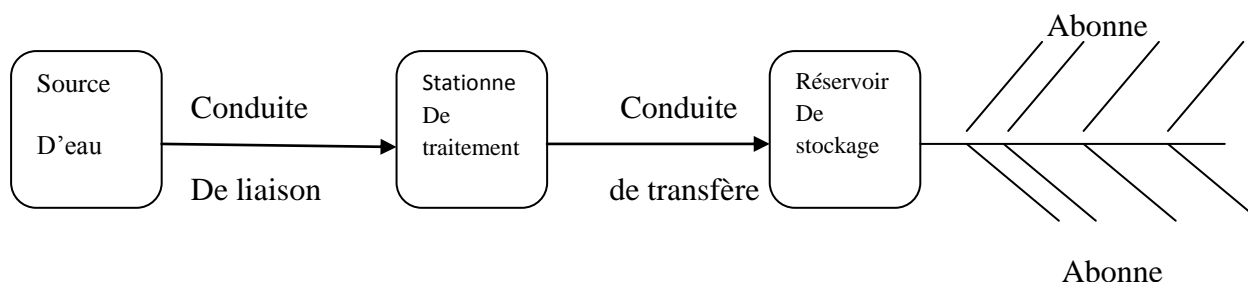 Abonne
Source
D'eau
Conduite
De liaison
Stationne
De
traitement
Conduite
de transfère
Réservoir
De
stockage
Abonne